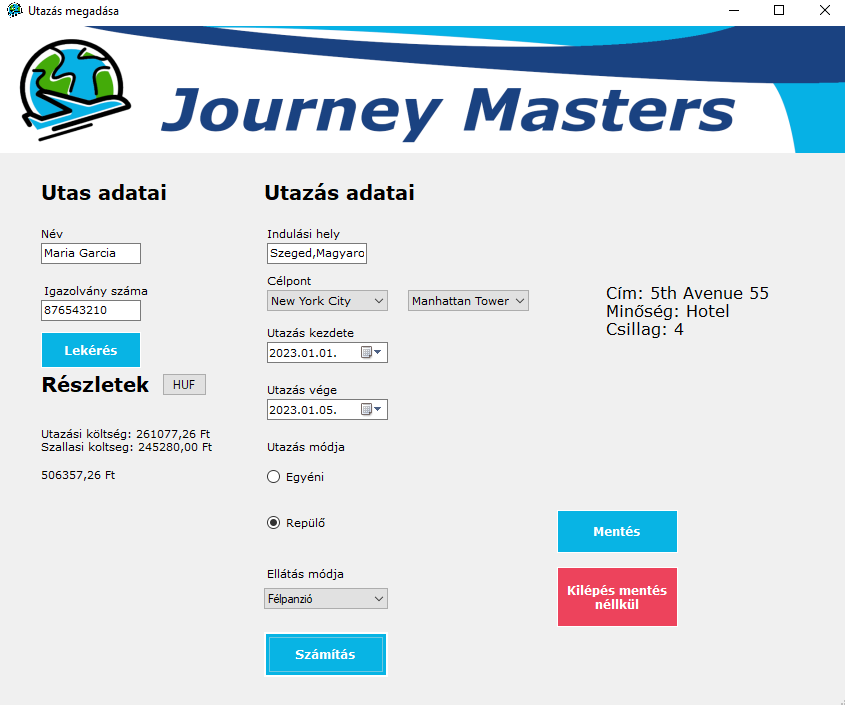 Utazás megadása
Journey Masters
Utas adatai
Név
Maria Garcia
Igazolvány száma
876543210
Lekérés
Részletek
HUF
Utazási költség: 261077,26 Ft
Szallasi koltseg: 245280,00 Ft
506357,26 Ft
Utazás adatai
Indulási hely
Szeged,Magyaro
Célpont
New York City
Manhattan Tower
Utazás kezdete
2023.01.01.
Utazás vége
2023.01.05.
Utazás módja
Egyéni
Repülő
Ellátás módja
Félpanzió
Számítás
Cím: 5th Avenue 55
Minőség: Hotel
Csillag: 4
Mentés
Kilépés mentés
néllkül